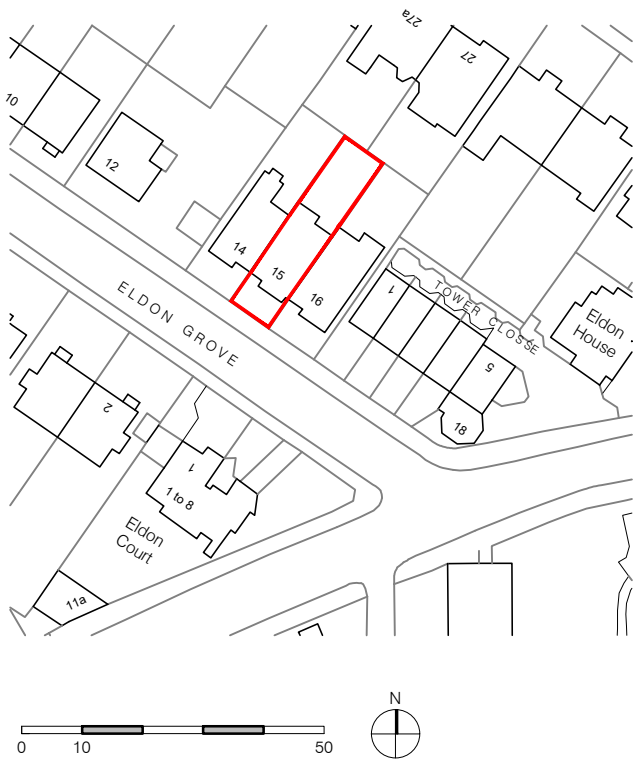 27a
27
10
12
14
15
16
ELDON GROVE
1
TOWER CLOSE
5
18
Eldon
House
2
1
1 to 8
Eldon
Court
11a
N
0 10 50